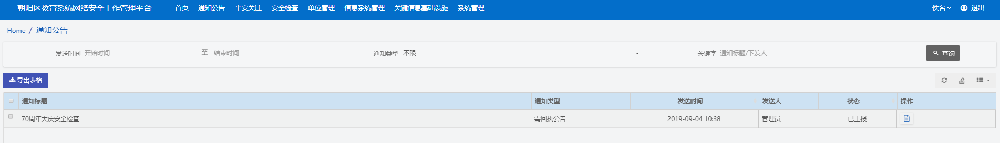 朝阳区教育系统网络安全工作管理平台 首页 通知公告 平安关注 安全检查 单位管理 信息系统管理 关键信息基础设施 系统管理 佚名 退出
Home / 通知公告
发送时间 开始时间 至 结束时间 通知类型 不限 关键字 通知标题/下发人 查询
导出表格
通知标题 通知类型 发送时间 发送人 状态 操作
70周年大庆安全检查 需回执公告 2019-09-04 10:38 管理员 已上报